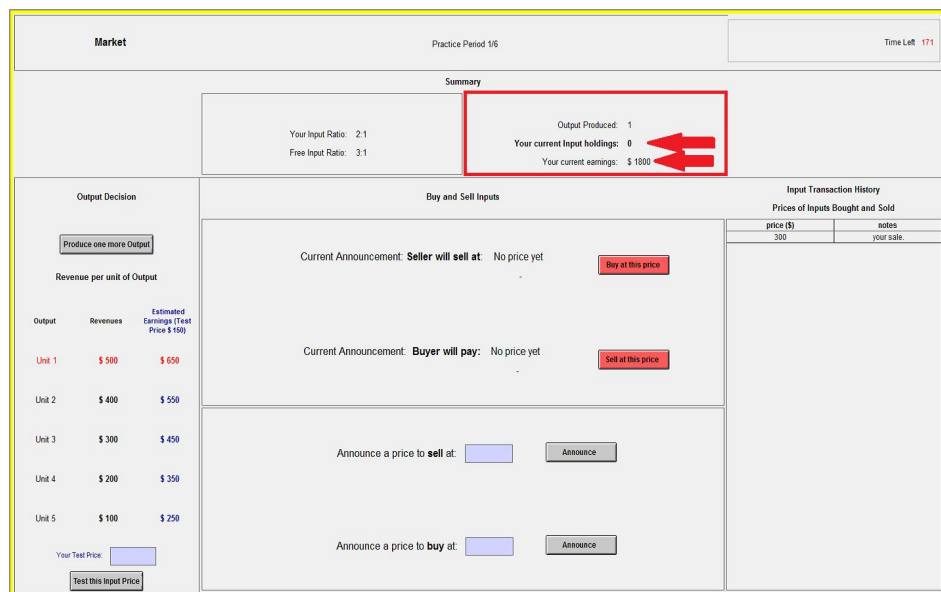 Market
Practice Period 1/6
Time Left 171
Summary
Your Input Ratio: 2:1
Free Input Ratio: 3:1
Output Produced: 1
Your current Input holdings: 0
Your current earnings: $ 1800
Output Decision
Produce one more Output
Revenue per unit of Output
Output Revenues Estimated Earnings (Test Price $ 150)
Unit 1 $ 500 $ 650
Unit 2 $ 400 $ 550
Unit 3 $ 300 $ 450
Unit 4 $ 200 $ 350
Unit 5 $ 100 $ 250
Your Test Price:
Test this Input Price
Buy and Sell Inputs
Current Announcement: Seller will sell at: No price yet
-
Buy at this price
Current Announcement: Buyer will pay: No price yet
-
Sell at this price
Announce a price to sell at:
Announce
Announce a price to buy at:
Announce
Input Transaction History
Prices of Inputs Bought and Sold
price ($) notes
300 your sale.